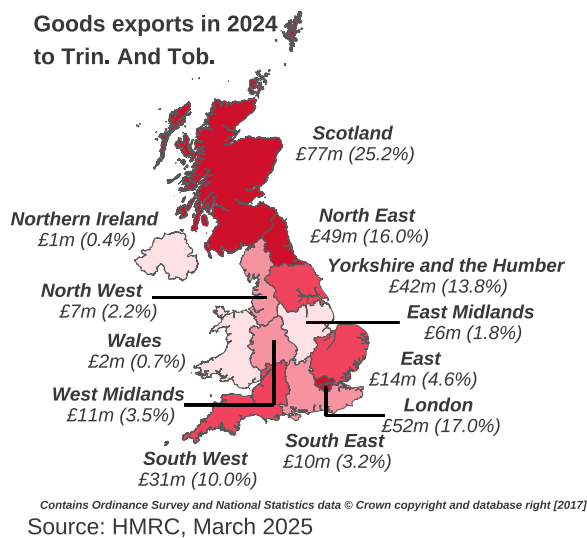 Goods exports in 2024
to Trin. And Tob.
Scotland
£77m (25.2%)
Northern Ireland
£1m (0.4%)
North East
£49m (16.0%)
Yorkshire and the Humber
£42m (13.8%)
North West
£7m (2.2%)
East Midlands
£6m (1.8%)
Wales
£2m (0.7%)
East
£14m (4.6%)
West Midlands
£11m (3.5%)
London
£52m (17.0%)
South East
£10m (3.2%)
South West
£31m (10.0%)
Contains Ordinance Survey and National Statistics data © Crown copyright and database right [2017]
Source: HMRC, March 2025